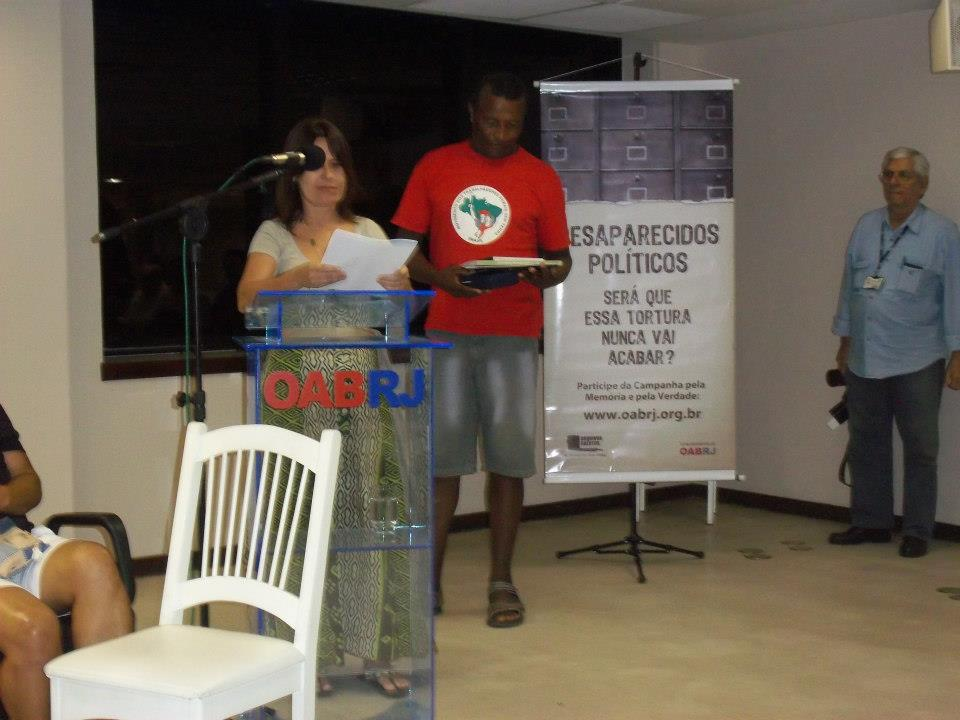 ESAPARECIDOS
POLÍTICOS
SERÁ QUE
ESSA TORTURA
NUNCA VAI
ACABAR?
Participe da Campanha pela
Memória e pela Verdade:
www.oabrj.org.br
OABRJ
OABRJ